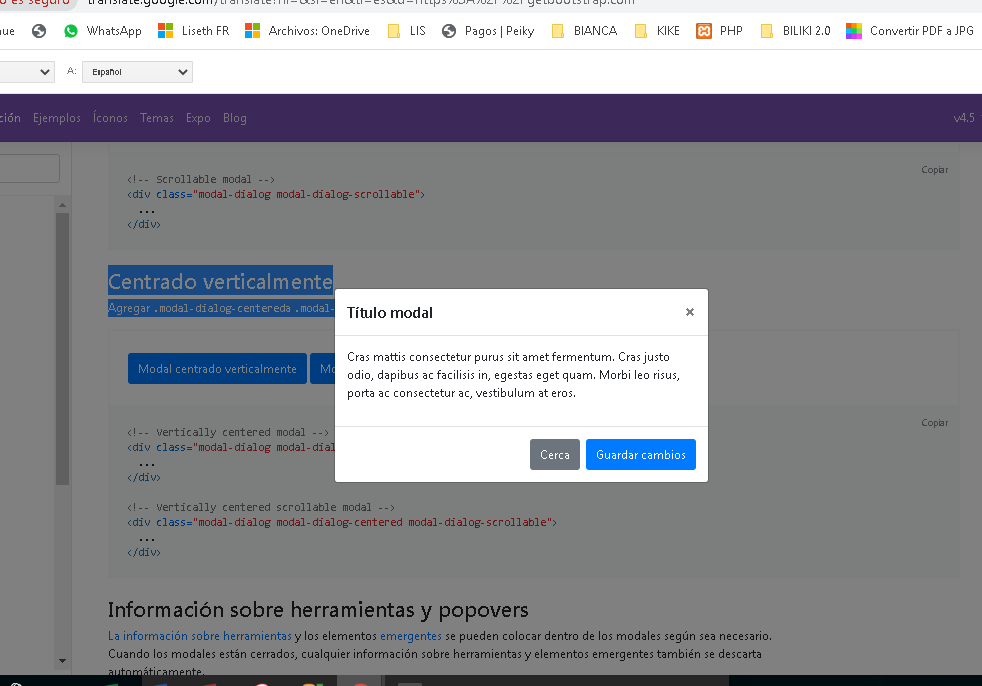 es seguro translate.google.com/translate?hl=&sl=en&tl=es&u=https%3A%2F%2Fgetbootstrap.com
ue WhatsApp Liseth FR Archivos: OneDrive LIS Pagos | Peiky BIANCA KIKE PHP BILIKI 2.0 Convertir PDF a JPG
A: Español
ción Ejemplos Íconos Temas Expo Blog v4.5
Copiar
<!-- Scrollable modal -->
<div class="modal-dialog modal-dialog-scrollable">
...
</div>
Centrado verticalmente
Agregar .modal-dialog-centereda .modal-
Título modal ×
Cras mattis consectetur purus sit amet fermentum. Cras justo
odio, dapibus ac facilisis in, egestas eget quam. Morbi leo risus,
porta ac consectetur ac, vestibulum at eros.
Cerca Guardar cambios
Modal centrado verticalmente Mo
Copiar
<!-- Vertically centered modal -->
<div class="modal-dialog modal-dial
...
</div>
<!-- Vertically centered scrollable modal -->
<div class="modal-dialog modal-dialog-centered modal-dialog-scrollable">
...
</div>
Información sobre herramientas y popovers
La información sobre herramientas y los elementos emergentes se pueden colocar dentro de los modales según sea necesario.
Cuando los modales están cerrados, cualquier información sobre herramientas y elementos emergentes también se descarta
automáticamente.